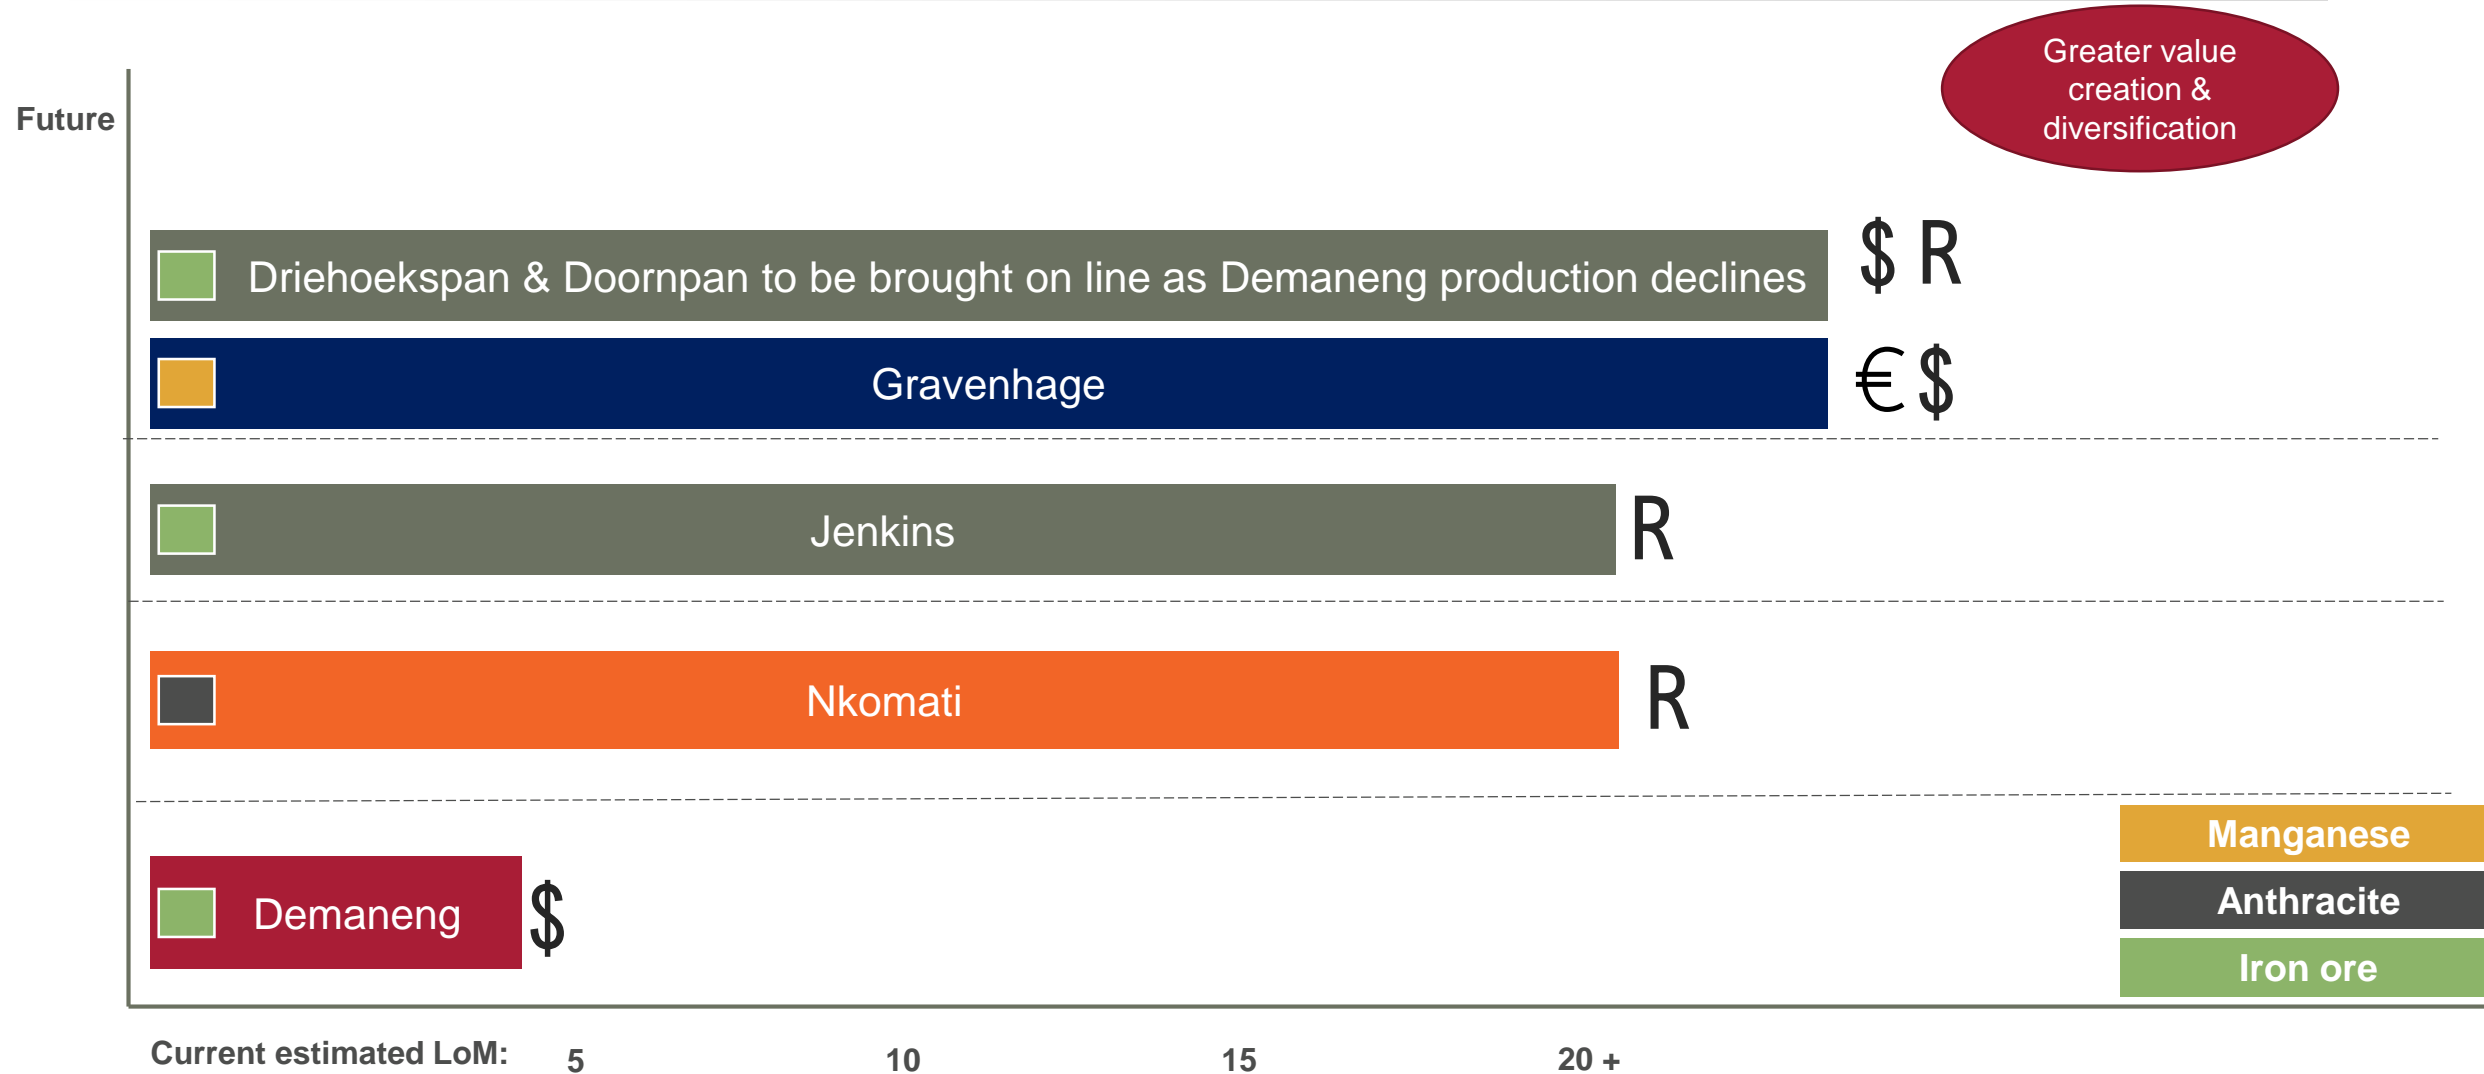 Greater value
creation &
diversification
Future
Driehoekspan & Doornpan to be brought on line as Demaneng production declines
$ R
Gravenhage
€ $
Jenkins
R
Nkomati
R
Demaneng
$
Manganese
Anthracite
Iron ore
Current estimated LoM: 5 10 15 20 +